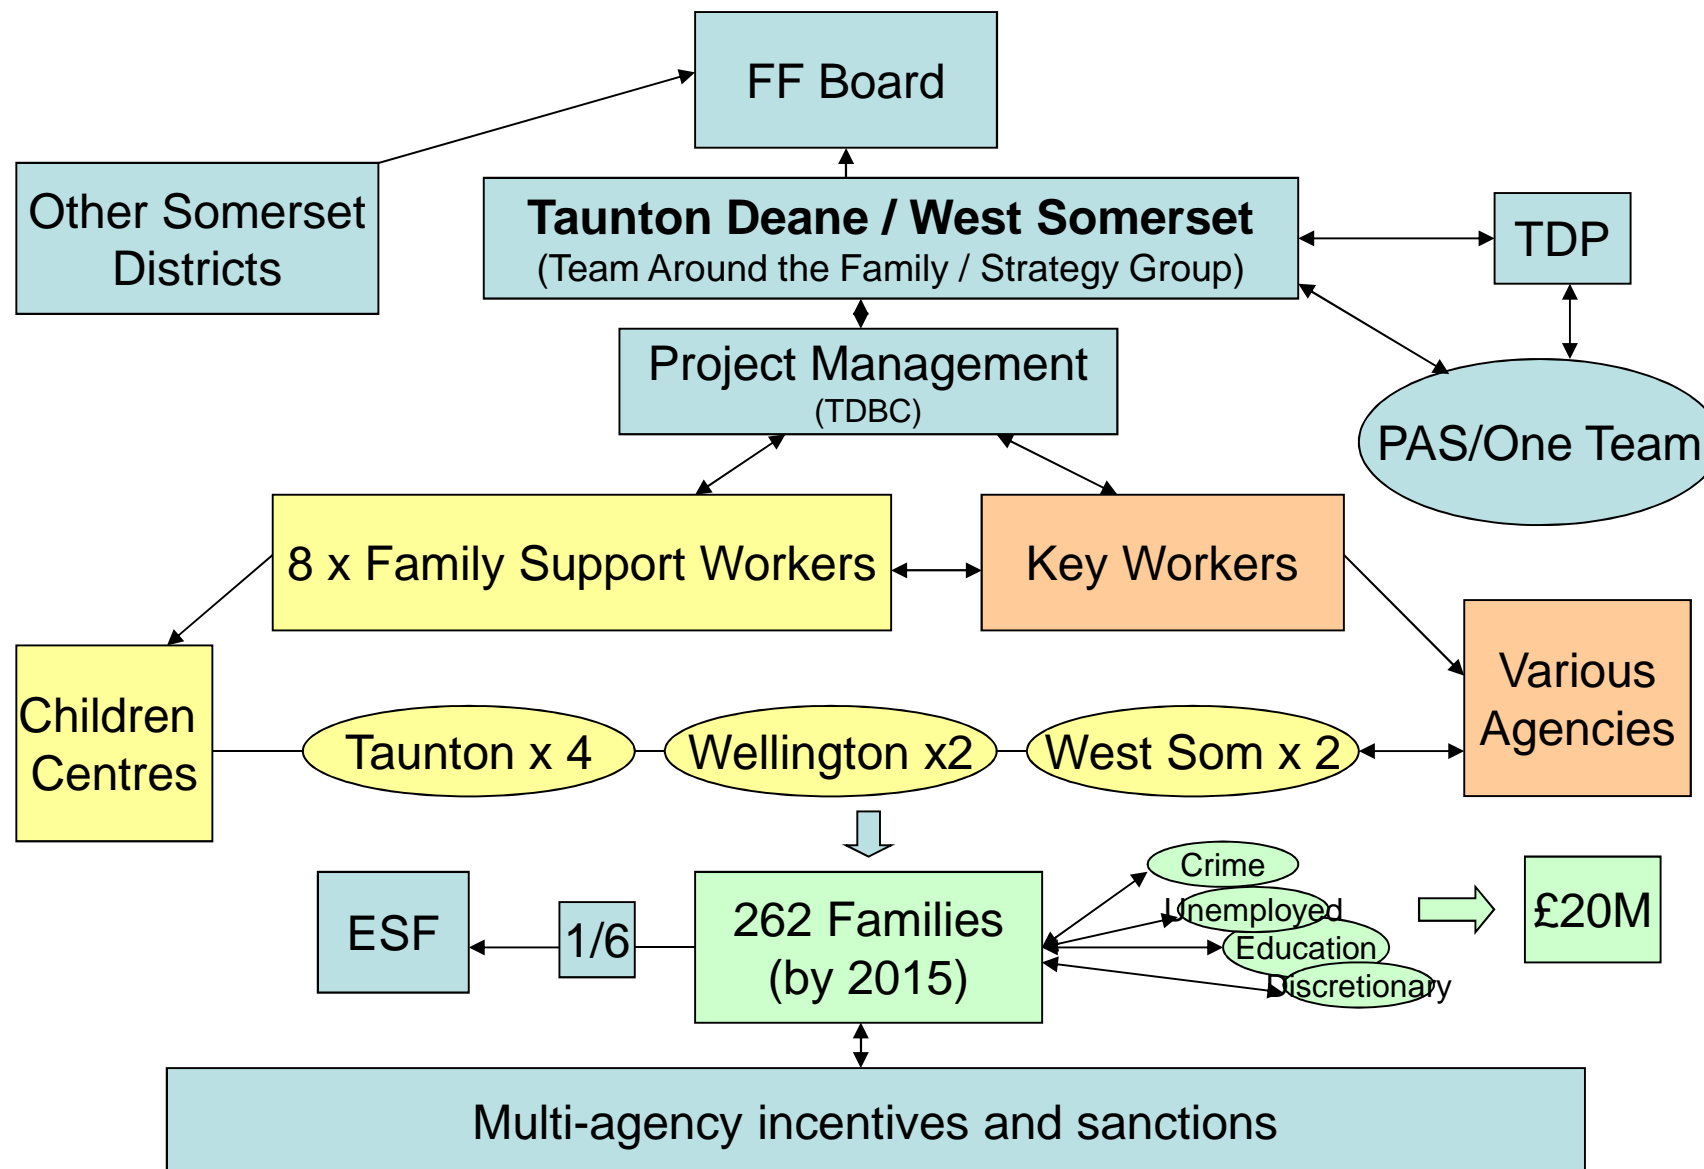 FF Board
Other Somerset
Districts
Taunton Deane / West Somerset
(Team Around the Family / Strategy Group)
TDP
Project Management
(TDBC)
PAS/One Team
8 x Family Support Workers
Key Workers
Children
Centres
Taunton x 4
Wellington x2
West Som x 2
Various
Agencies
ESF
1/6
262 Families
(by 2015)
Crime
Unemployed
Education
Discretionary
£20M
Multi-agency incentives and sanctions